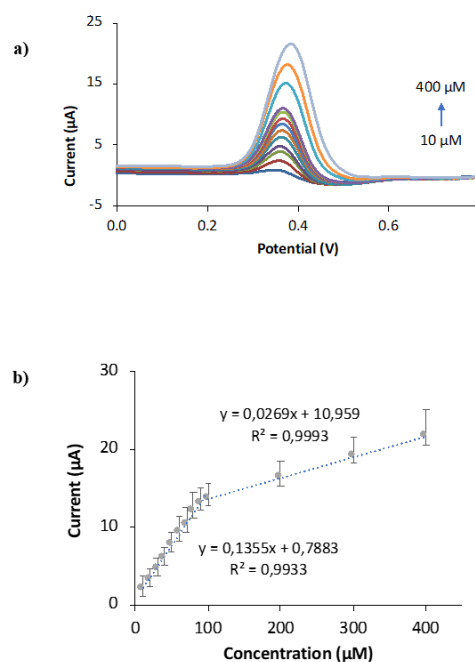 a)
25
15
5
-5
Current (µA)
400 µM
10 µM
0.0 0.2 0.4 0.6
Potential (V)
b)
30
20
10
0
Current (µA)
y = 0,0269x + 10,959
R² = 0,9993
y = 0,1355x + 0,7883
R² = 0,9933
0 100 200 300 400
Concentration (µM)